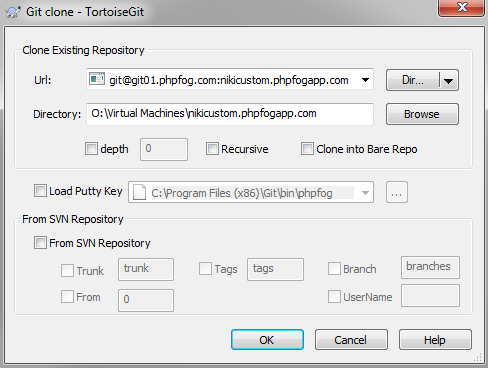 Git clone - TortoiseGit
Clone Existing Repository
Url: git@git01.phpfog.com:nikicustom.phpfogapp.com Dir...
Directory: O:\Virtual Machines\nikicustom.phpfogapp.com Browse
depth 0 Recursive Clone into Bare Repo
Load Putty Key C:\Program Files (x86)\Git\bin\phpfog ...
From SVN Repository
From SVN Repository
Trunk trunk Tags tags Branch branches
From 0 UserName
OK Cancel Help